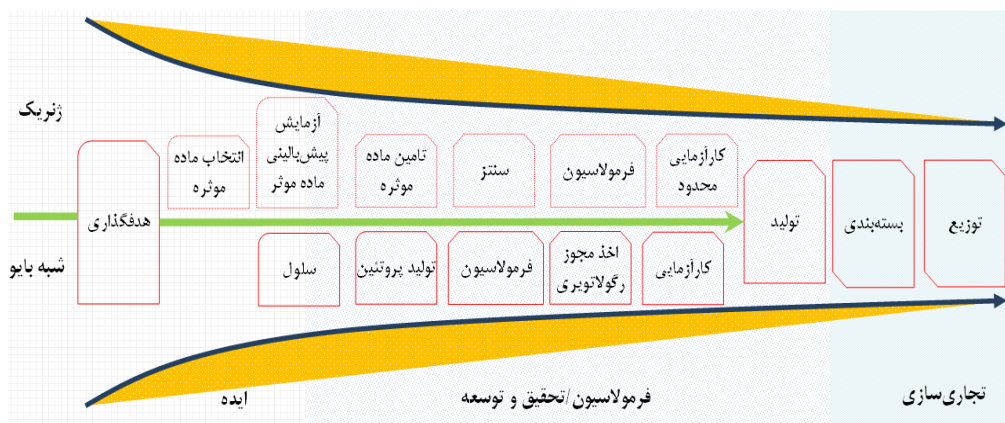 ژنریک
انتخاب ماده
موثره
آزمایش
پیش‌بالینی
ماده موثر
تامین ماده
موثره
سنتز
فرمولاسیون
کارآزمایی
محدود
هدفگذاری
تولید
بسته‌بندی
توزیع
شبه بایو
سلول
تولید پروتئین
فرمولاسیون
اخذ مجوز
رگولاتویری
کارآزمایی
ایده
فرمولاسیون/تحقیق و توسعه
تجاری‌سازی